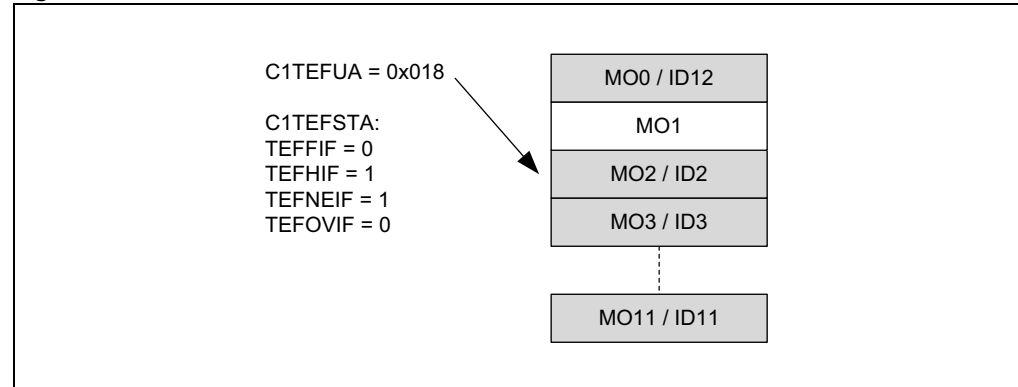 C1TEFUA = 0x018
C1TEFSTA:
TEFFIF = 0
TEFHIF = 1
TEFNEIF = 1
TEFOVIF = 0
MO0 / ID12
MO1
MO2 / ID2
MO3 / ID3
MO11 / ID11